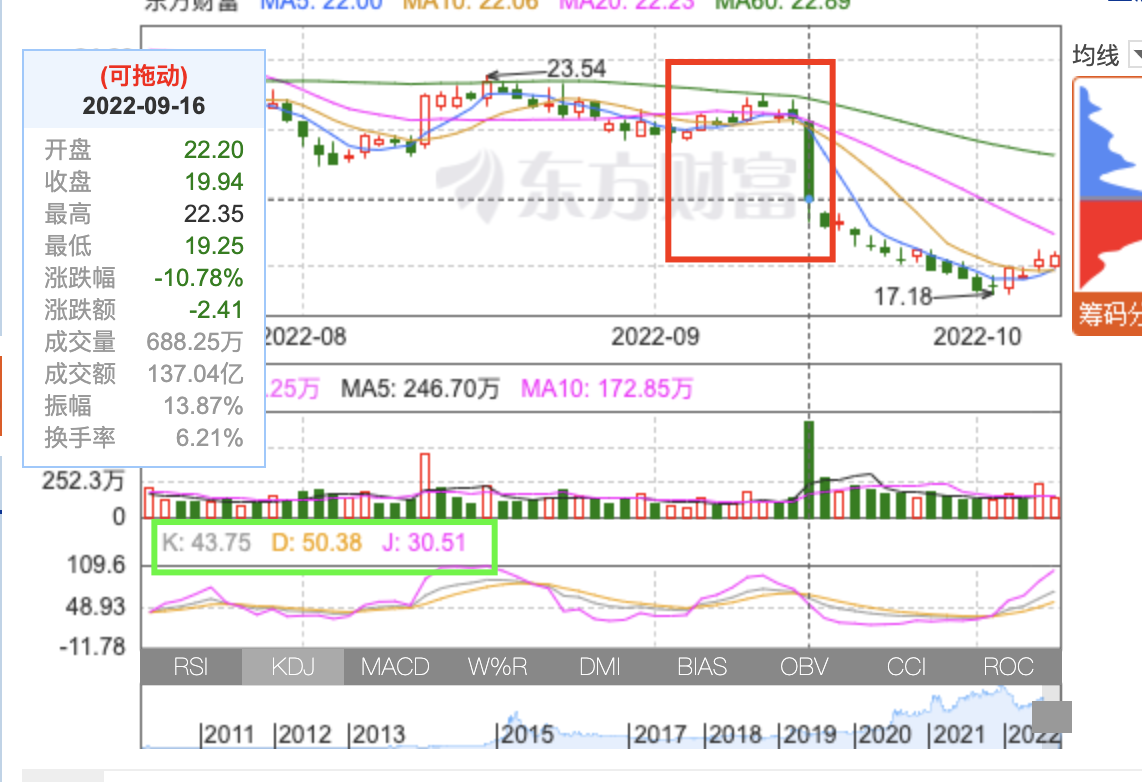 东方财富 MA5: 22.00 MA10: 22.06 MA20: 22.23 MA60: 22.89
均线
(可拖动)
2022-09-16
开盘 22.20
收盘 19.94
最高 22.35
最低 19.25
涨跌幅 -10.78%
涨跌额 -2.41
成交量 688.25万
成交额 137.04亿
振幅 13.87%
换手率 6.21%
23.54
东方财富
17.18
筹码分
2022-08 2022-09 2022-10
.25万 MA5: 246.70万 MA10: 172.85万
252.3万
0
K: 43.75 D: 50.38 J: 30.51
109.6
48.93
-11.78
RSI KDJ MACD W%R DMI BIAS OBV CCI ROC
2011 2012 2013 2015 2017 2018 2019 2020 2021 2022